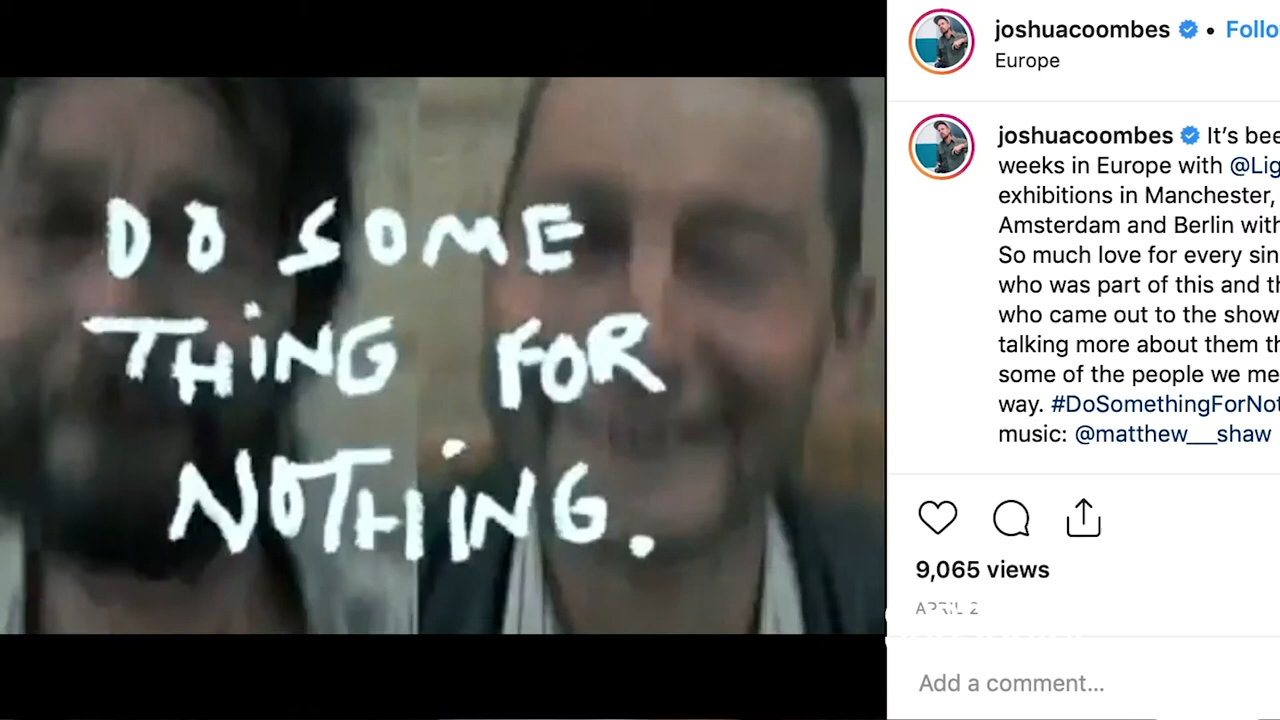 DO SOME
THING FOR
NOTHING.
joshuacoombes • Follo
Europe
joshuacoombes It's bee
weeks in Europe with @Lig
exhibitions in Manchester,
Amsterdam and Berlin with
So much love for every sin
who was part of this and th
who came out to the show
talking more about them th
some of the people we me
way. #DoSomethingForNot
music: @matthew___shaw
9,065 views
APRIL 2
Add a comment...